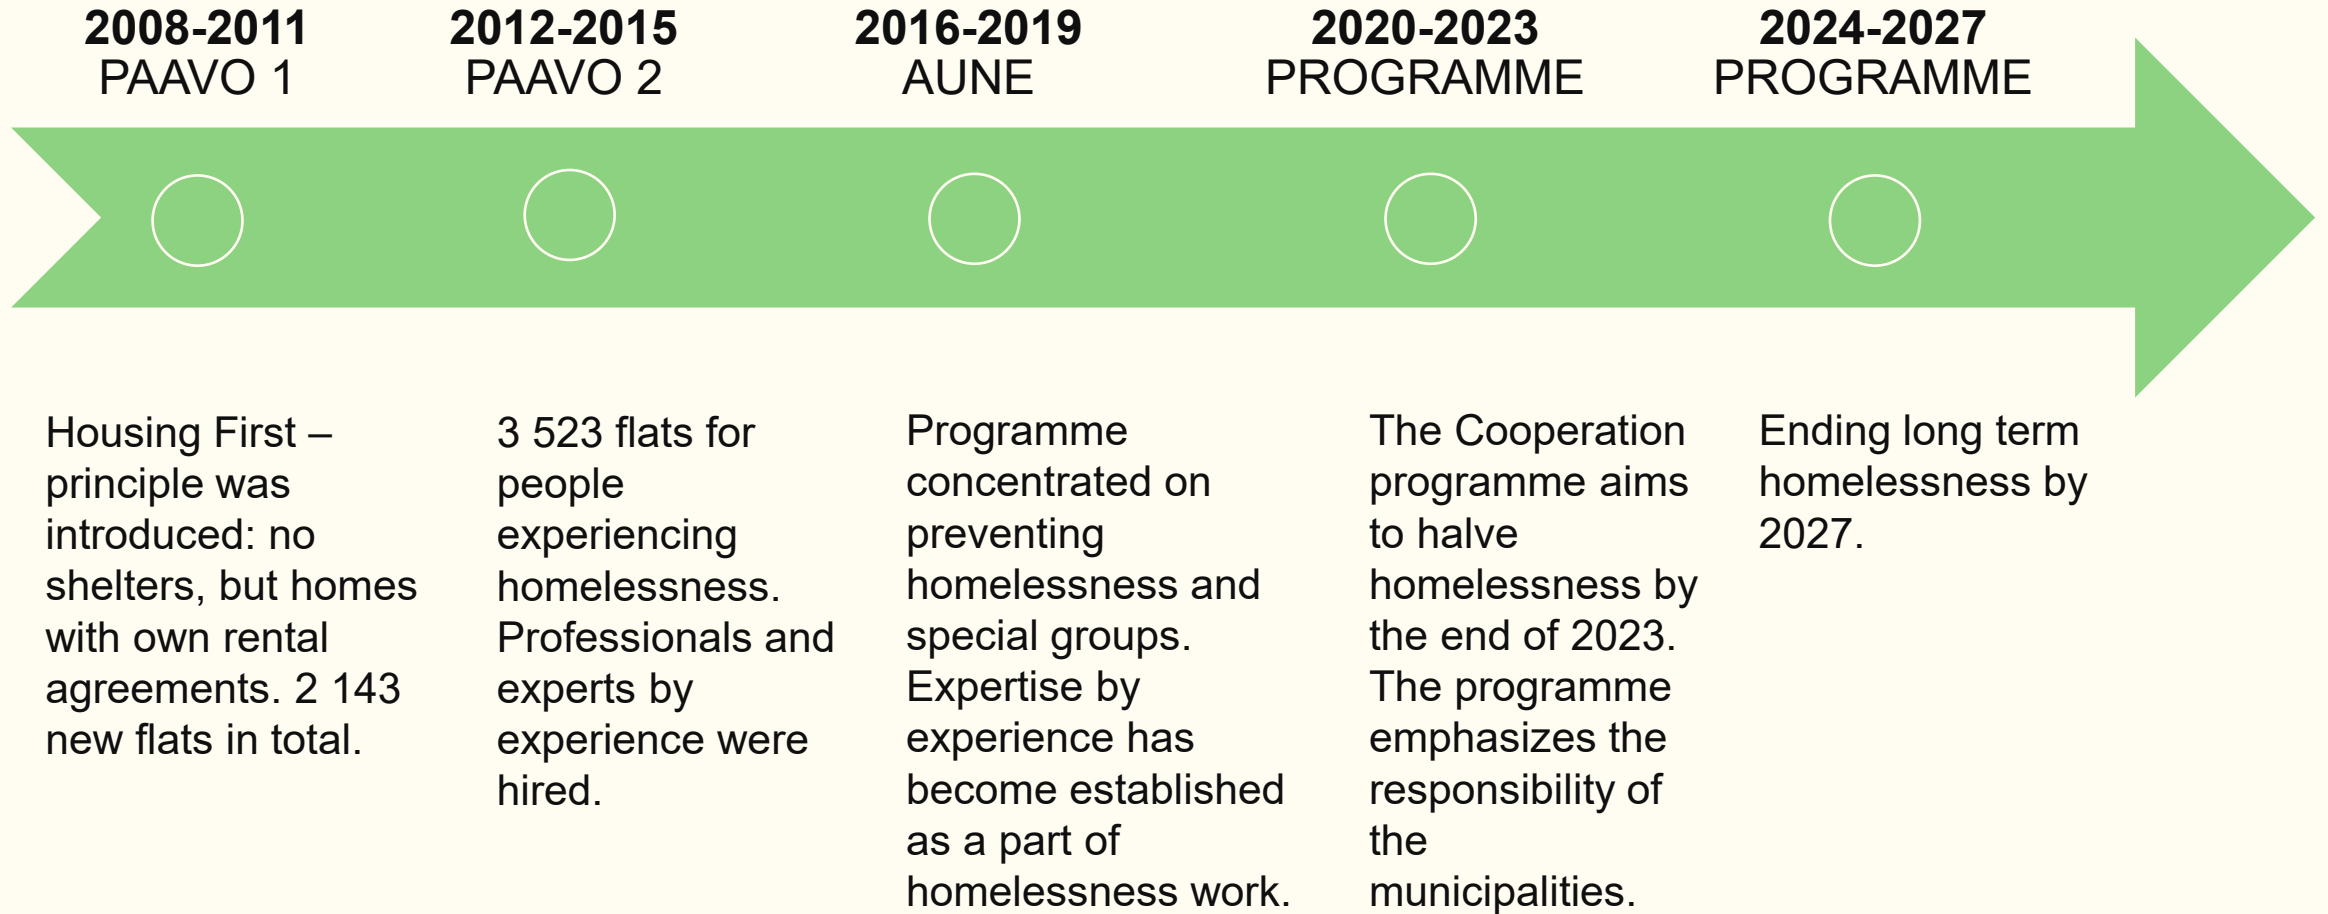 2008-2011
PAAVO 1
2012-2015
PAAVO 2
2016-2019
AUNE
2020-2023
PROGRAMME
2024-2027
PROGRAMME
Housing First –
principle was
introduced: no
shelters, but homes
with own rental
agreements. 2 143
new flats in total.
3 523 flats for
people
experiencing
homelessness.
Professionals and
experts by
experience were
hired.
Programme
concentrated on
preventing
homelessness and
special groups.
Expertise by
experience has
become established
as a part of
homelessness work.
The Cooperation
programme aims
to halve
homelessness by
the end of 2023.
The programme
emphasizes the
responsibility of
the
municipalities.
Ending long term
homelessness by
2027.